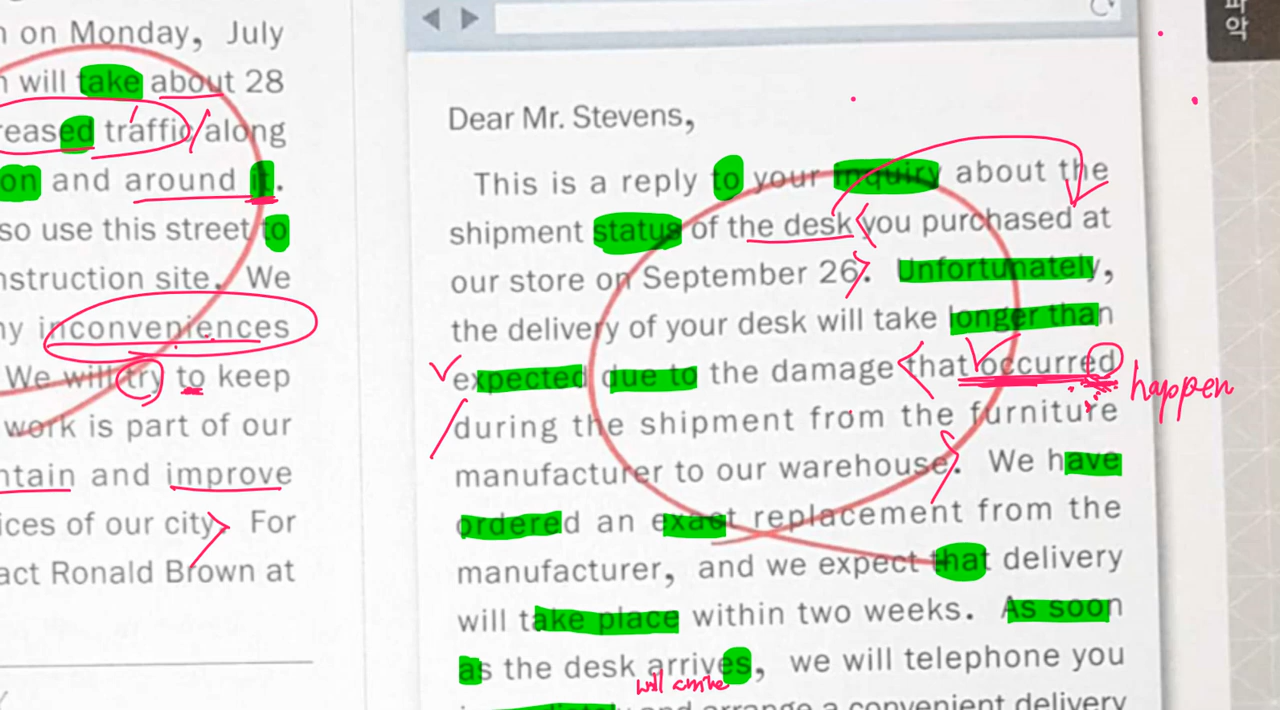 n on Monday, July
n will take about 28
reased traffic along
on and around it.
so use this street to
nstruction site. We
ny inconveniences
We will try to keep
work is part of our
ntain and improve
ices of our city. For
act Ronald Brown at
Dear Mr. Stevens,
This is a reply to your inquiry about the
shipment status of the desk you purchased at
our store on September 26. Unfortunately,
the delivery of your desk will take longer than
expected due to the damage that occurred
happen
during the shipment from the furniture
manufacturer to our warehouse. We have
ordered an exact replacement from the
manufacturer, and we expect that delivery
will take place within two weeks. As soon
as the desk arrives, we will telephone you
will arrive
and arrange a convenient delivery
악